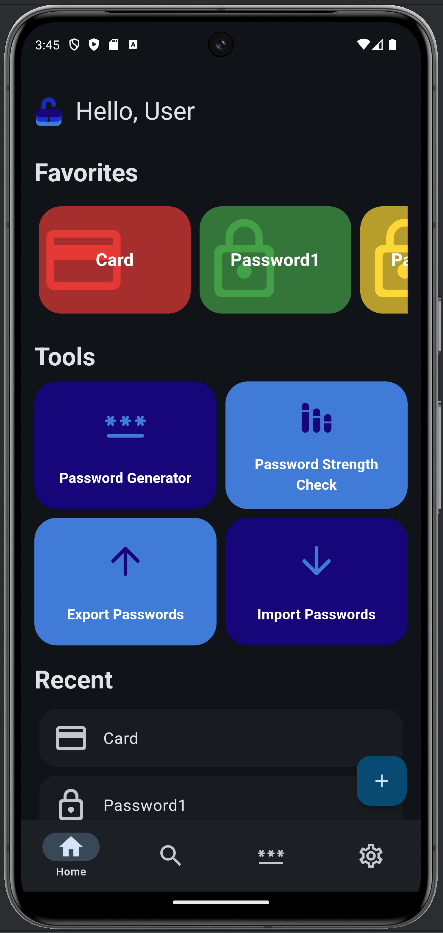 3:45
Hello, User
Favorites
Card
Password1
Pa
Tools
***
Password Generator
Password Strength
Check
Export Passwords
Import Passwords
Recent
Card
Password1
+
***
Home